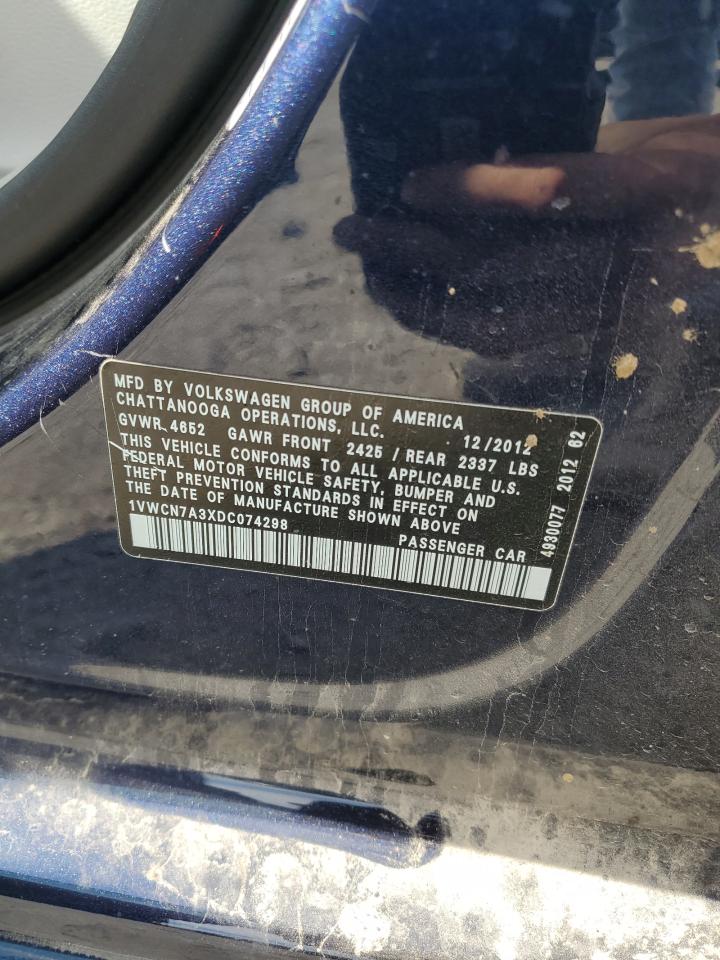 MFD BY VOLKSWAGEN GROUP OF AMERICA
CHATTANOOGA OPERATIONS, LLC. 12/2012
GVWR 4652 GAWR FRONT 2425 / REAR 2337 LBS
THIS VEHICLE CONFORMS TO ALL APPLICABLE U.S.
FEDERAL MOTOR VEHICLE SAFETY, BUMPER AND
THEFT PREVENTION STANDARDS IN EFFECT ON
THE DATE OF MANUFACTURE SHOWN ABOVE
1VWCN7A3XDC074298 PASSENGER CAR
4930077 2012 62